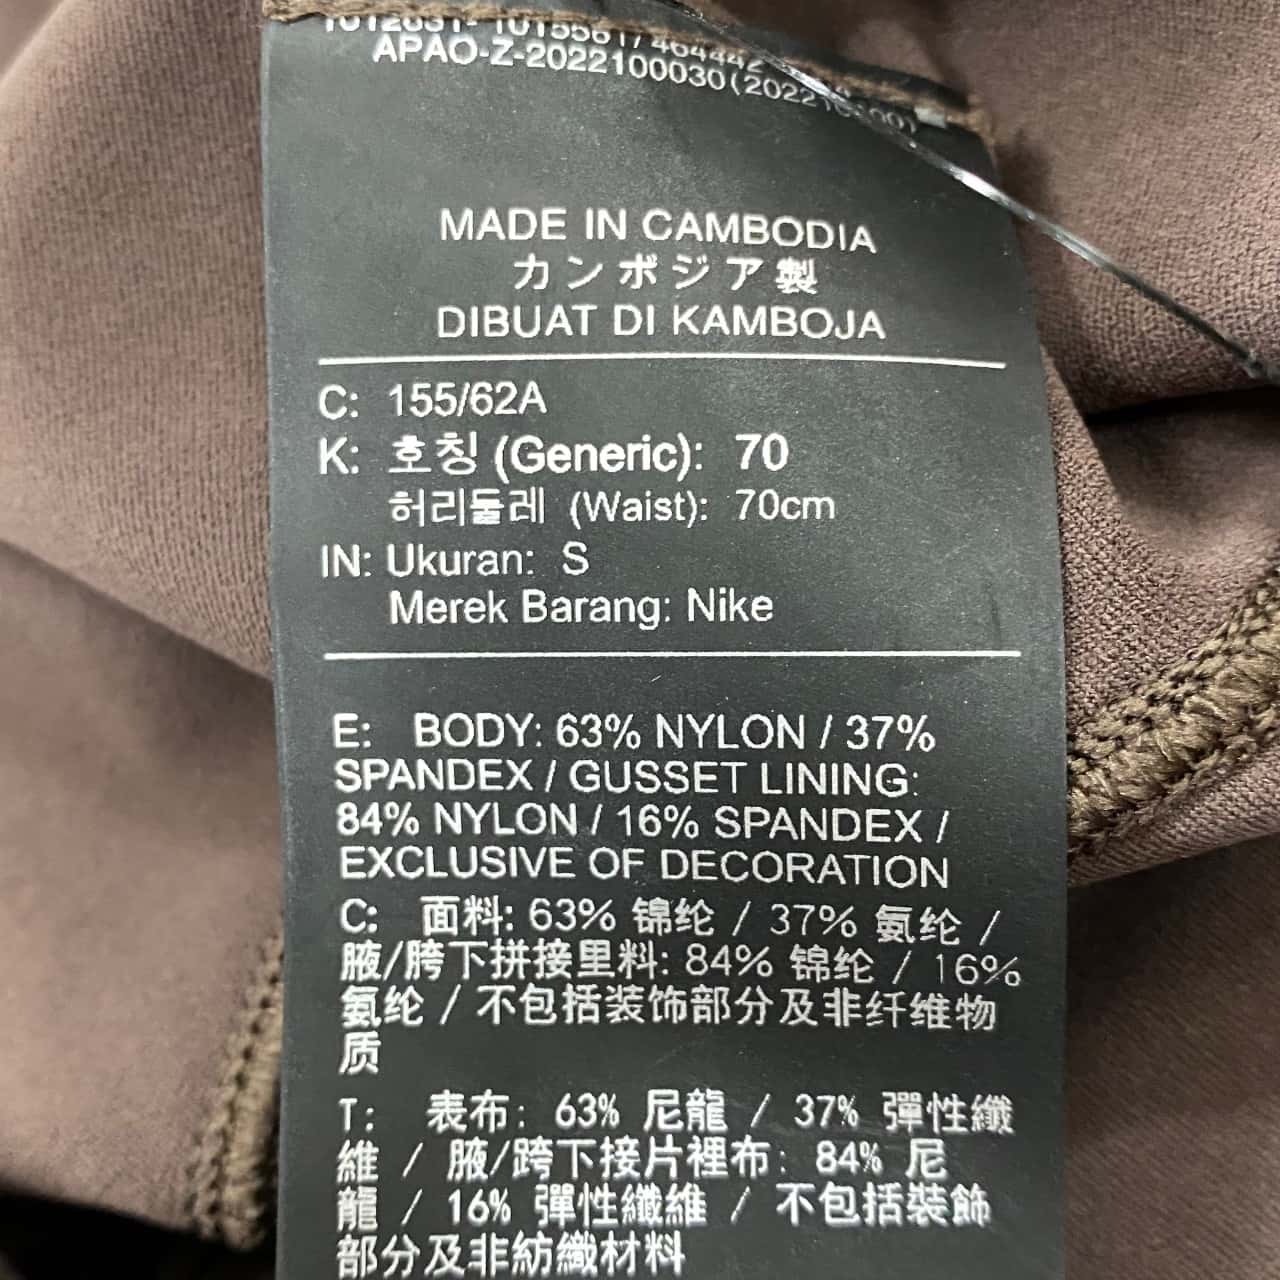 APAO-Z-2022100030(2022
MADE IN CAMBODIA
カンボジア製
DIBUAT DI KAMBOJA
C: 155/62A
K: 호칭 (Generic): 70
허리둘레 (Waist): 70cm
IN: Ukuran: S
Merek Barang: Nike
E: BODY: 63% NYLON / 37%
SPANDEX / GUSSET LINING:
84% NYLON / 16% SPANDEX /
EXCLUSIVE OF DECORATION
C: 面料: 63% 锦纶 / 37% 氨纶 /
腋/胯下拼接里料: 84% 锦纶 / 16%
氨纶 / 不包括装饰部分及非纤维物
质
T: 表布: 63% 尼龍 / 37% 彈性纖
維 / 腋/跨下接片裡布: 84% 尼
龍 / 16% 彈性纖維 / 不包括裝飾
部分及非紡織材料